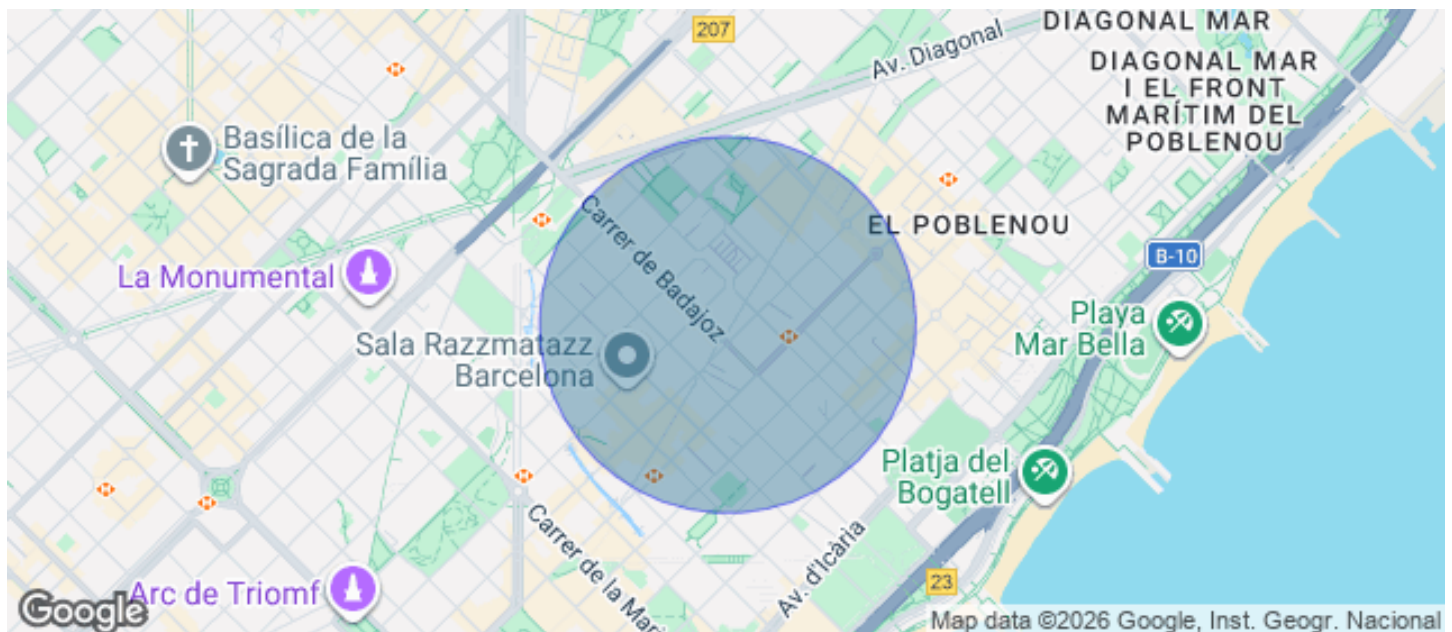 207
Av. Diagonal
DIAGONAL MAR
DIAGONAL MAR
I EL FRONT
MARÍTIM DEL
POBLENOU
Basílica de la
Sagrada Família
Carrer de Badajoz
EL POBLENOU
B-10
La Monumental
Playa
Mar Bella
Sala Razzmatazz
Barcelona
Platja del
Bogatell
Carrer de la Mari
Av. d'Icària
23
Arc de Triomf
Google
Map data ©2026 Google, Inst. Geogr. Nacional